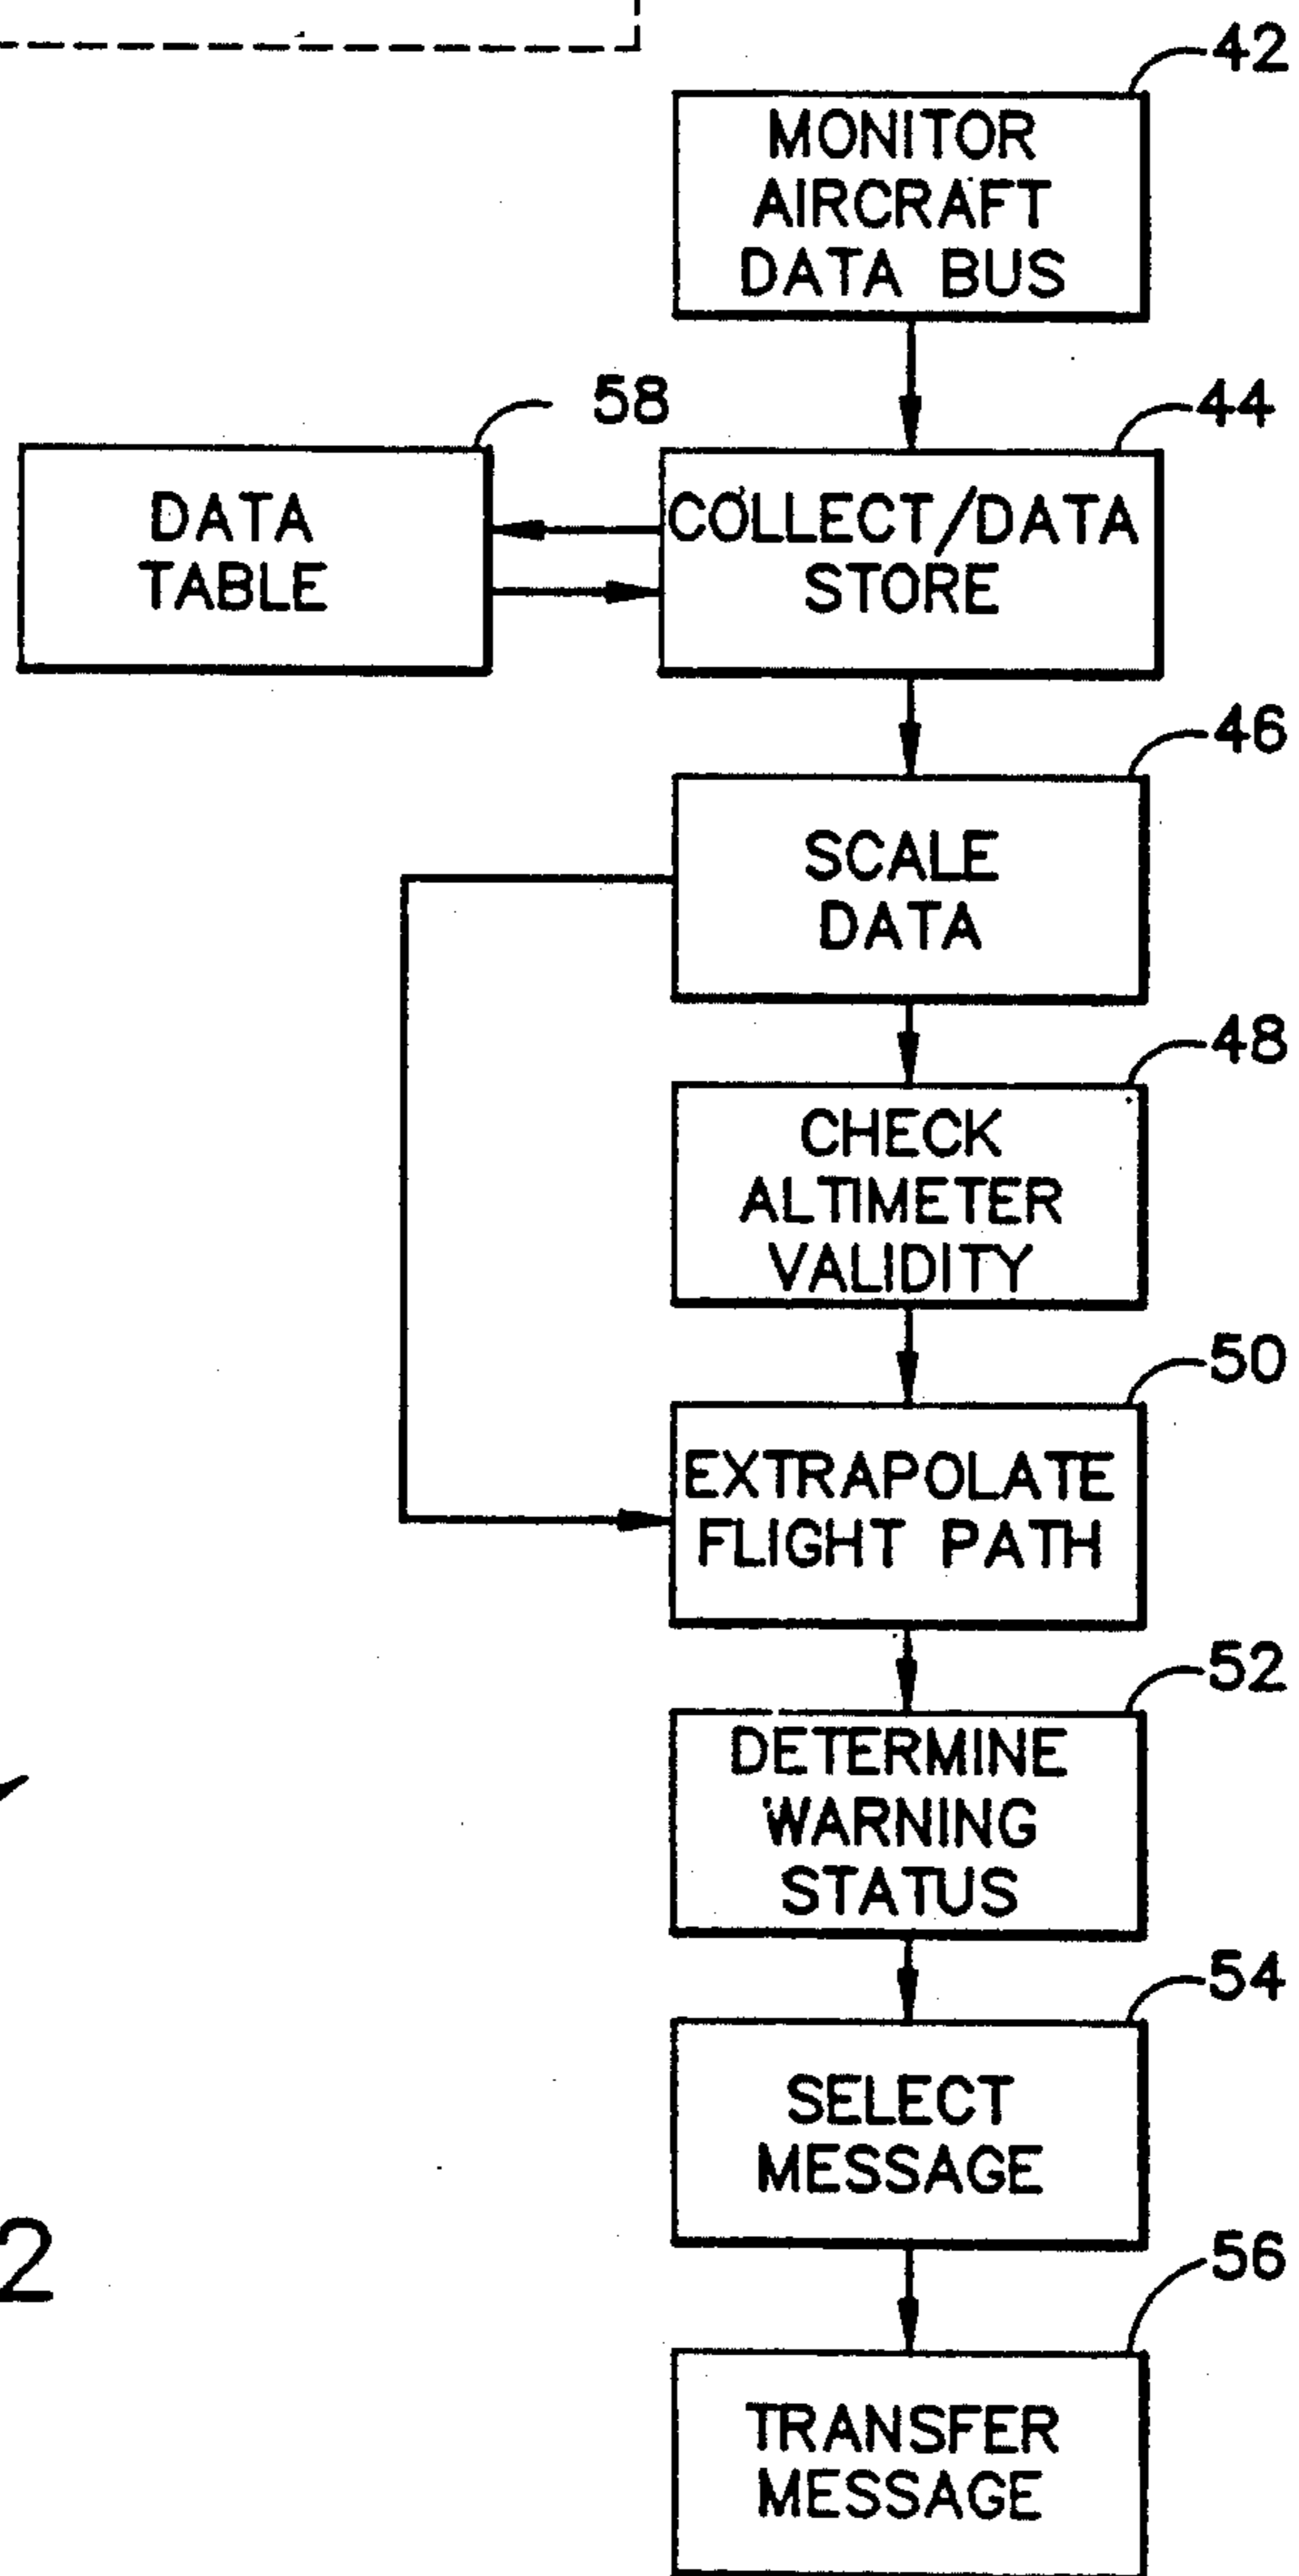 42
MONITOR
AIRCRAFT
DATA BUS
58
44
DATA
TABLE
COLLECT/DATA
STORE
46
SCALE
DATA
48
CHECK
ALTIMETER
VALIDITY
50
EXTRAPOLATE
FLIGHT PATH
52
DETERMINE
WARNING
STATUS
54
SELECT
MESSAGE
2
56
TRANSFER
MESSAGE